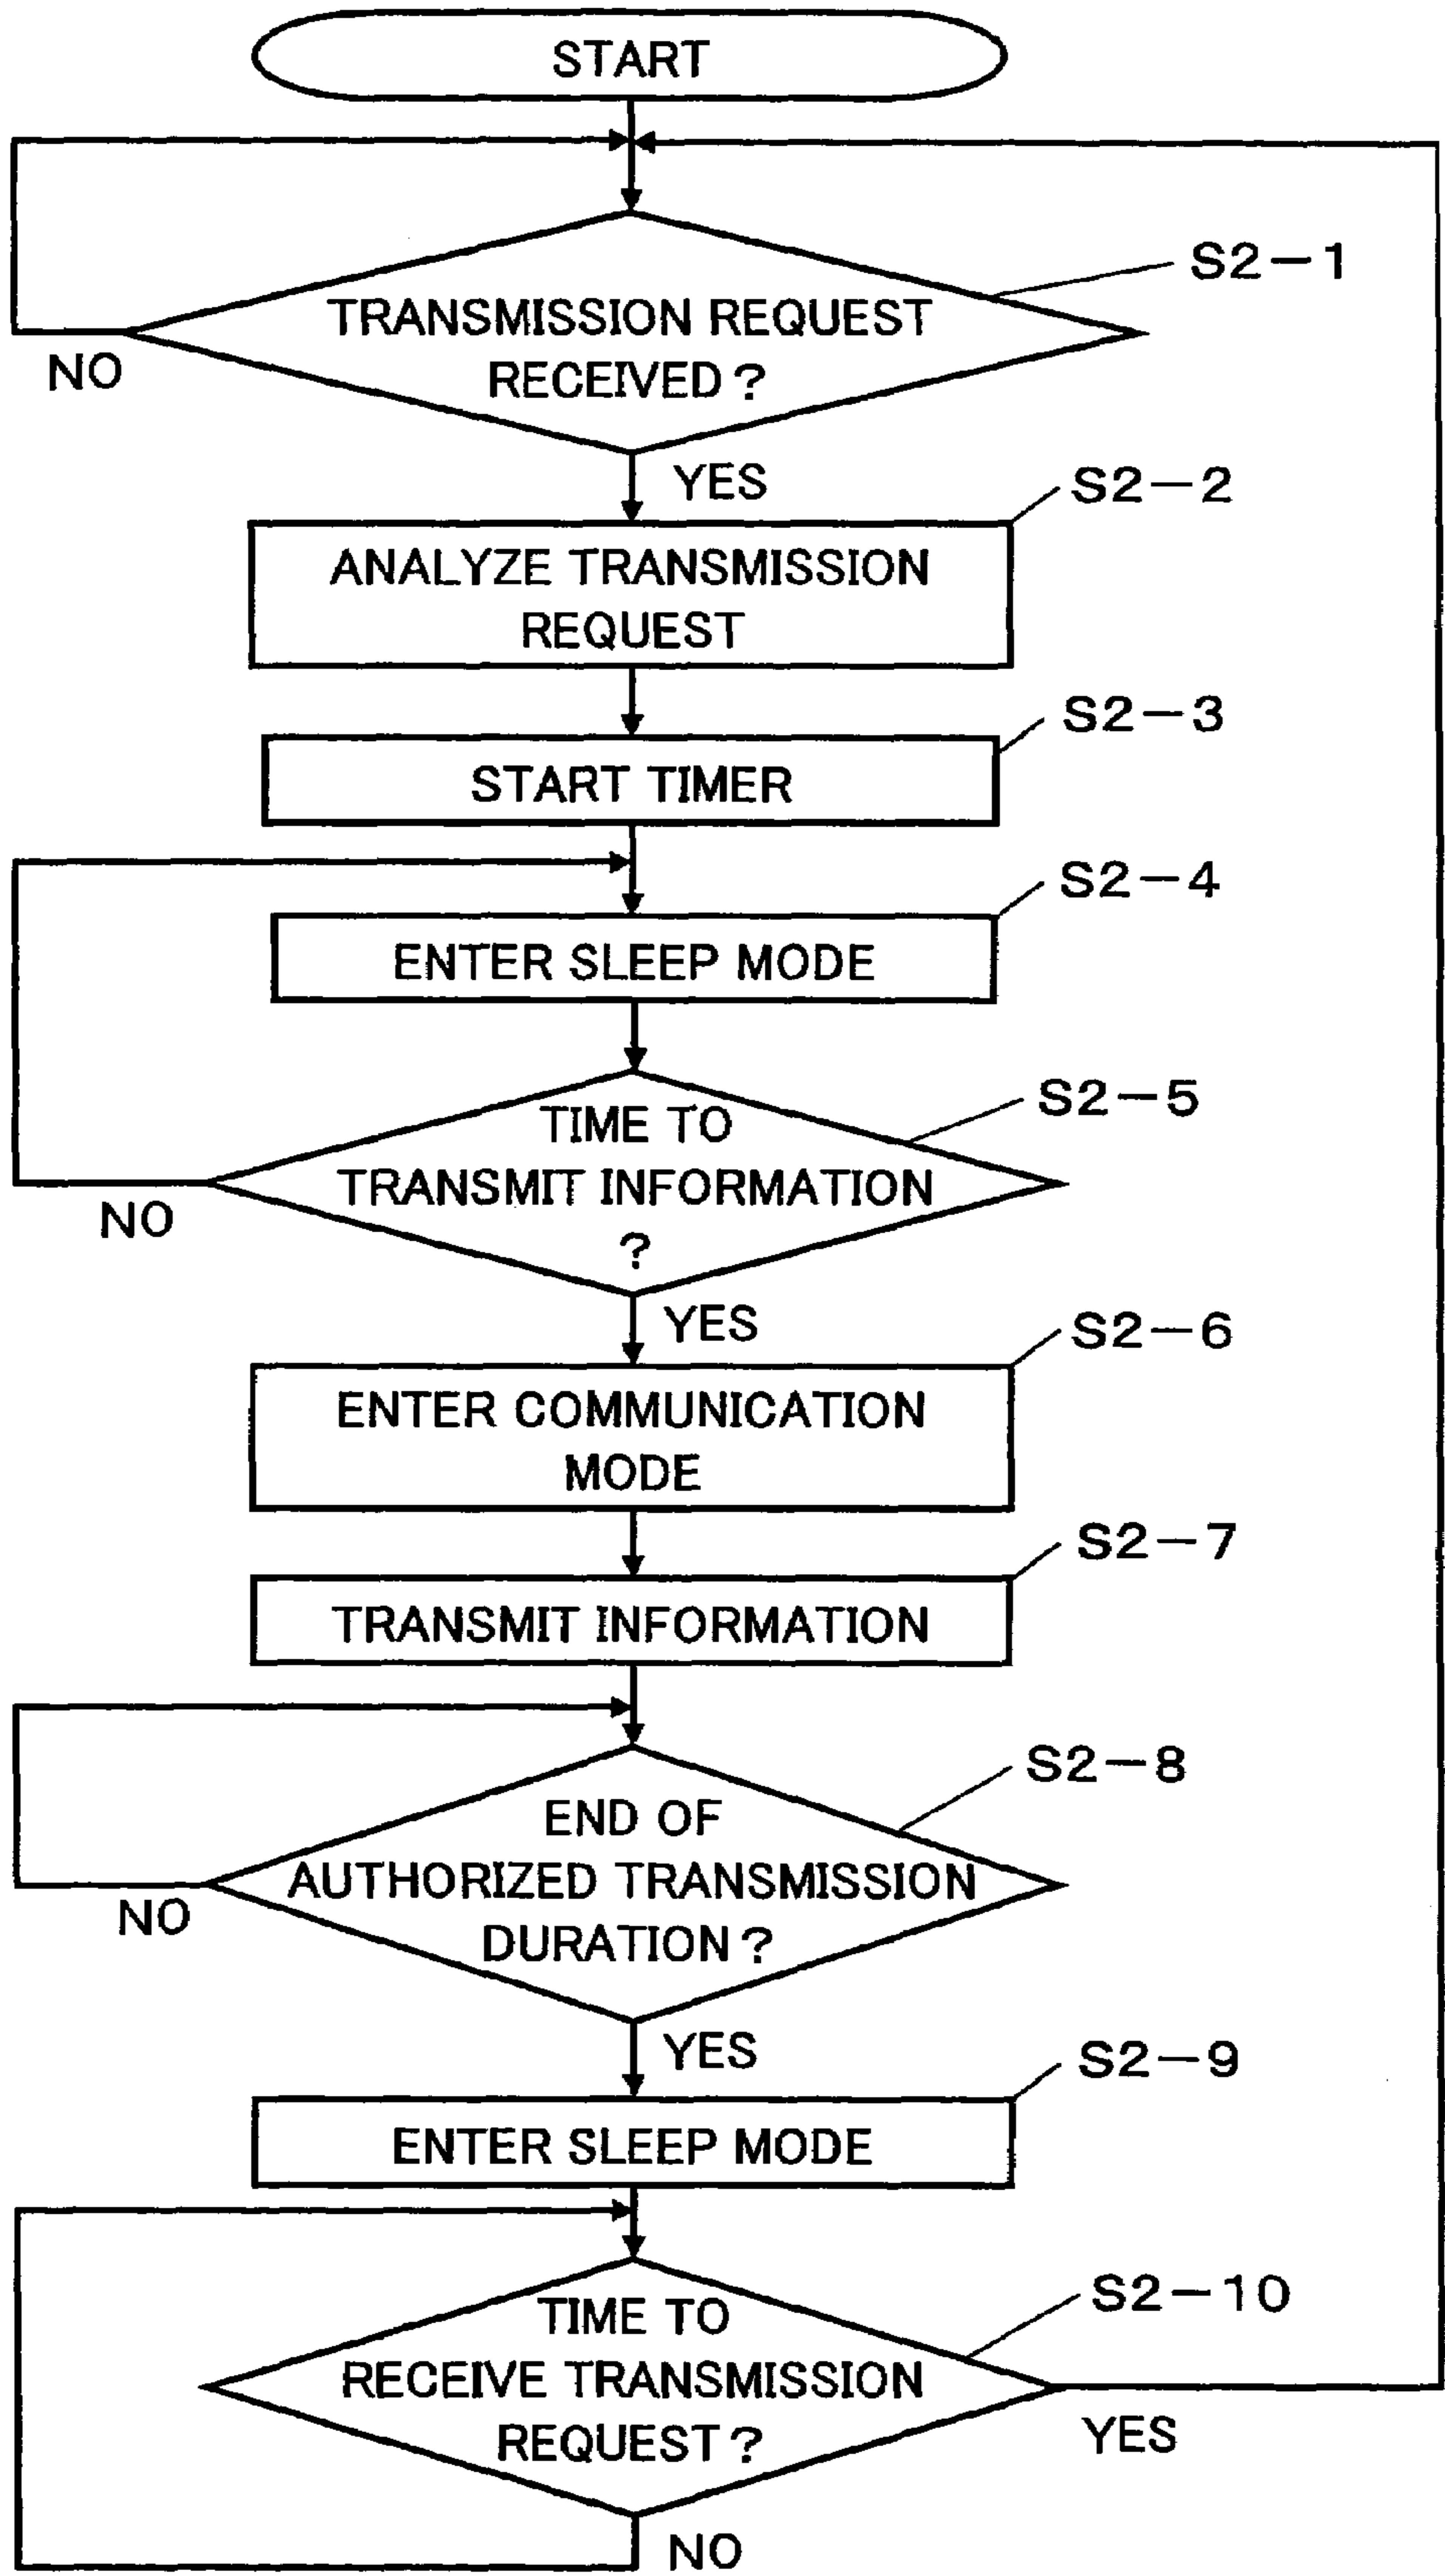 START
S2-1
TRANSMISSION REQUEST
RECEIVED?
NO
YES
S2-2
ANALYZE TRANSMISSION
REQUEST
S2-3
START TIMER
S2-4
ENTER SLEEP MODE
S2-5
TIME TO
TRANSMIT INFORMATION
?
NO
YES
S2-6
ENTER COMMUNICATION
MODE
S2-7
TRANSMIT INFORMATION
S2-8
END OF
AUTHORIZED TRANSMISSION
DURATION?
NO
YES
S2-9
ENTER SLEEP MODE
S2-10
TIME TO
RECEIVE TRANSMISSION
REQUEST?
YES
NO